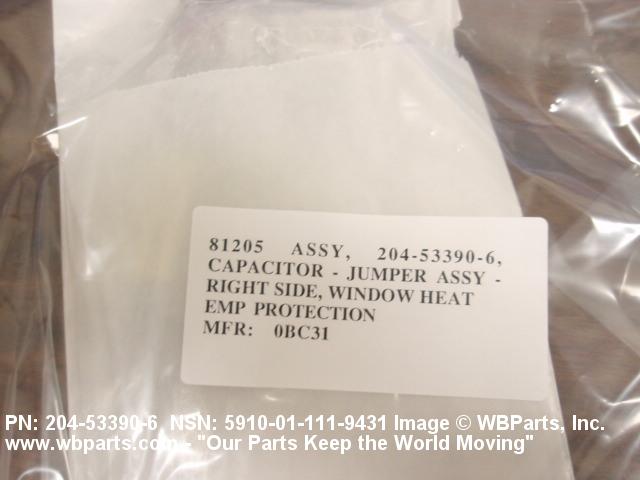 81205 ASSY, 204-53390-6,
CAPACITOR - JUMPER ASSY -
RIGHT SIDE, WINDOW HEAT
EMP PROTECTION
MFR: 0BC31
PN: 204-53390-6, NSN: 5910-01-111-9431 Image © WBParts, Inc.
www.wbparts.com - "Our Parts Keep the World Moving"